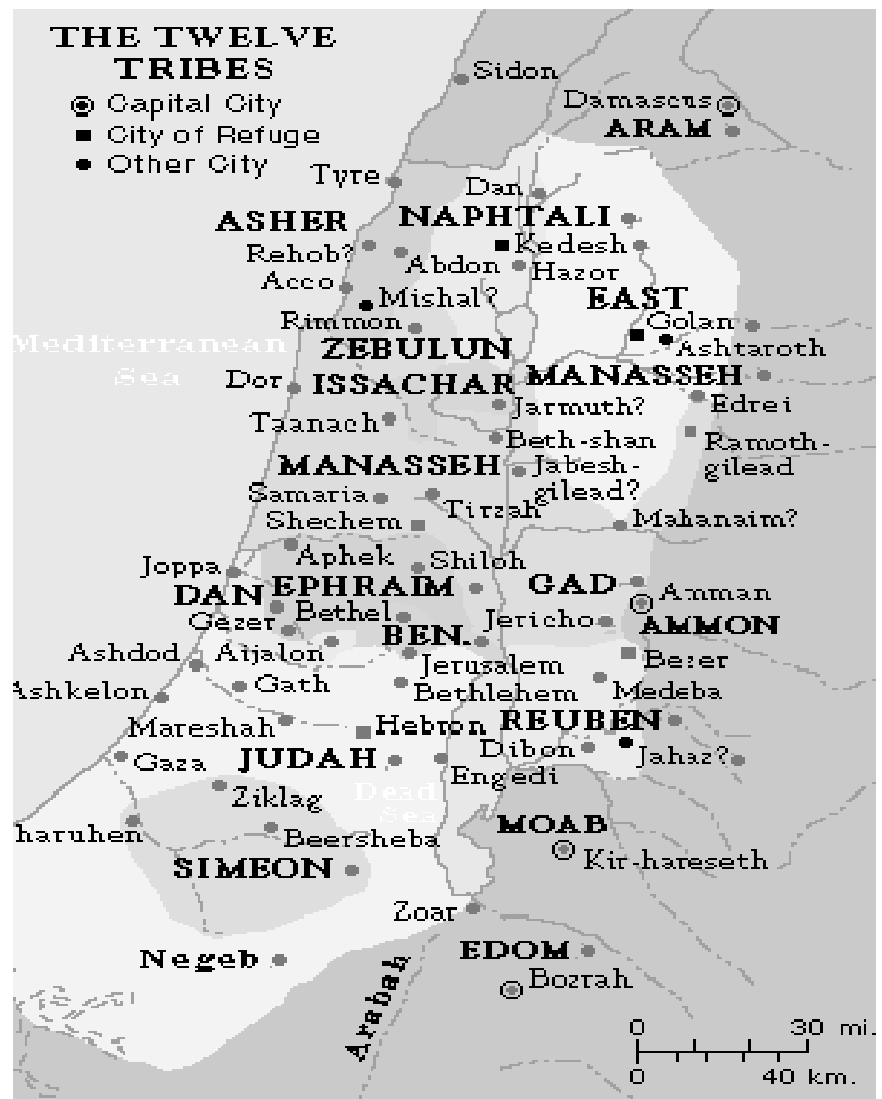 THE TWELVE
TRIBES
Capital City
City of Refuge
Other City
Sidon
Damascus
ARAM
Tyre
Dan
ASHER
NAPHTALI
Rehob?
Kedesh
Abdon
Hazor
Acco
Mishal?
EAST
Rimmon
Golan
Mediterranean
Sea
ZEBULUN
Ashtaroth
Dor
ISSACHAR
MANASSEH
Jarmuth?
Edrei
Taanach
Beth-shan
Ramoth-
gilead
MANASSEH
Jabesh-
gilead?
Samaria
Tirzah
Shechem
Mahanaim?
Aphek
Shiloh
Joppa
DAN
EPHRAIM
GAD
Amman
Gezer
Bethel
Jericho
AMMON
BEN.
Ashdod
Aijalon
Jerusalem
Bezer
Ashkelon
Gath
Bethlehem
Medeba
Mareshah
Hebron
REUBEN
Gaza
JUDAH
Dibon
Jahaz?
Engedi
Ziklag
Dead
Sea
haruhen
Beersheba
MOAB
SIMEON
Kir-hareseth
Zoar
Negeb
EDOM
Bozrah
Arabah
0 30 mi.
0 40 km.